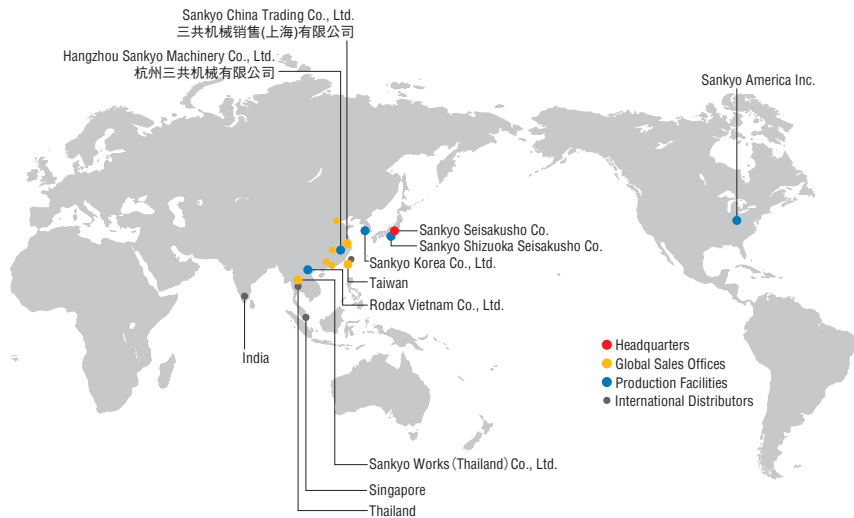 Sankyo China Trading Co., Ltd.
三共机械销售(上海)有限公司
Hangzhou Sankyo Machinery Co., Ltd.
杭州三共机械有限公司
Sankyo America Inc.
Sankyo Seisakusho Co.
Sankyo Shizuoka Seisakusho Co.
Sankyo Korea Co., Ltd.
Taiwan
Rodax Vietnam Co., Ltd.
India
Headquarters
Global Sales Offices
Production Facilities
International Distributors
Sankyo Works (Thailand) Co., Ltd.
Singapore
Thailand